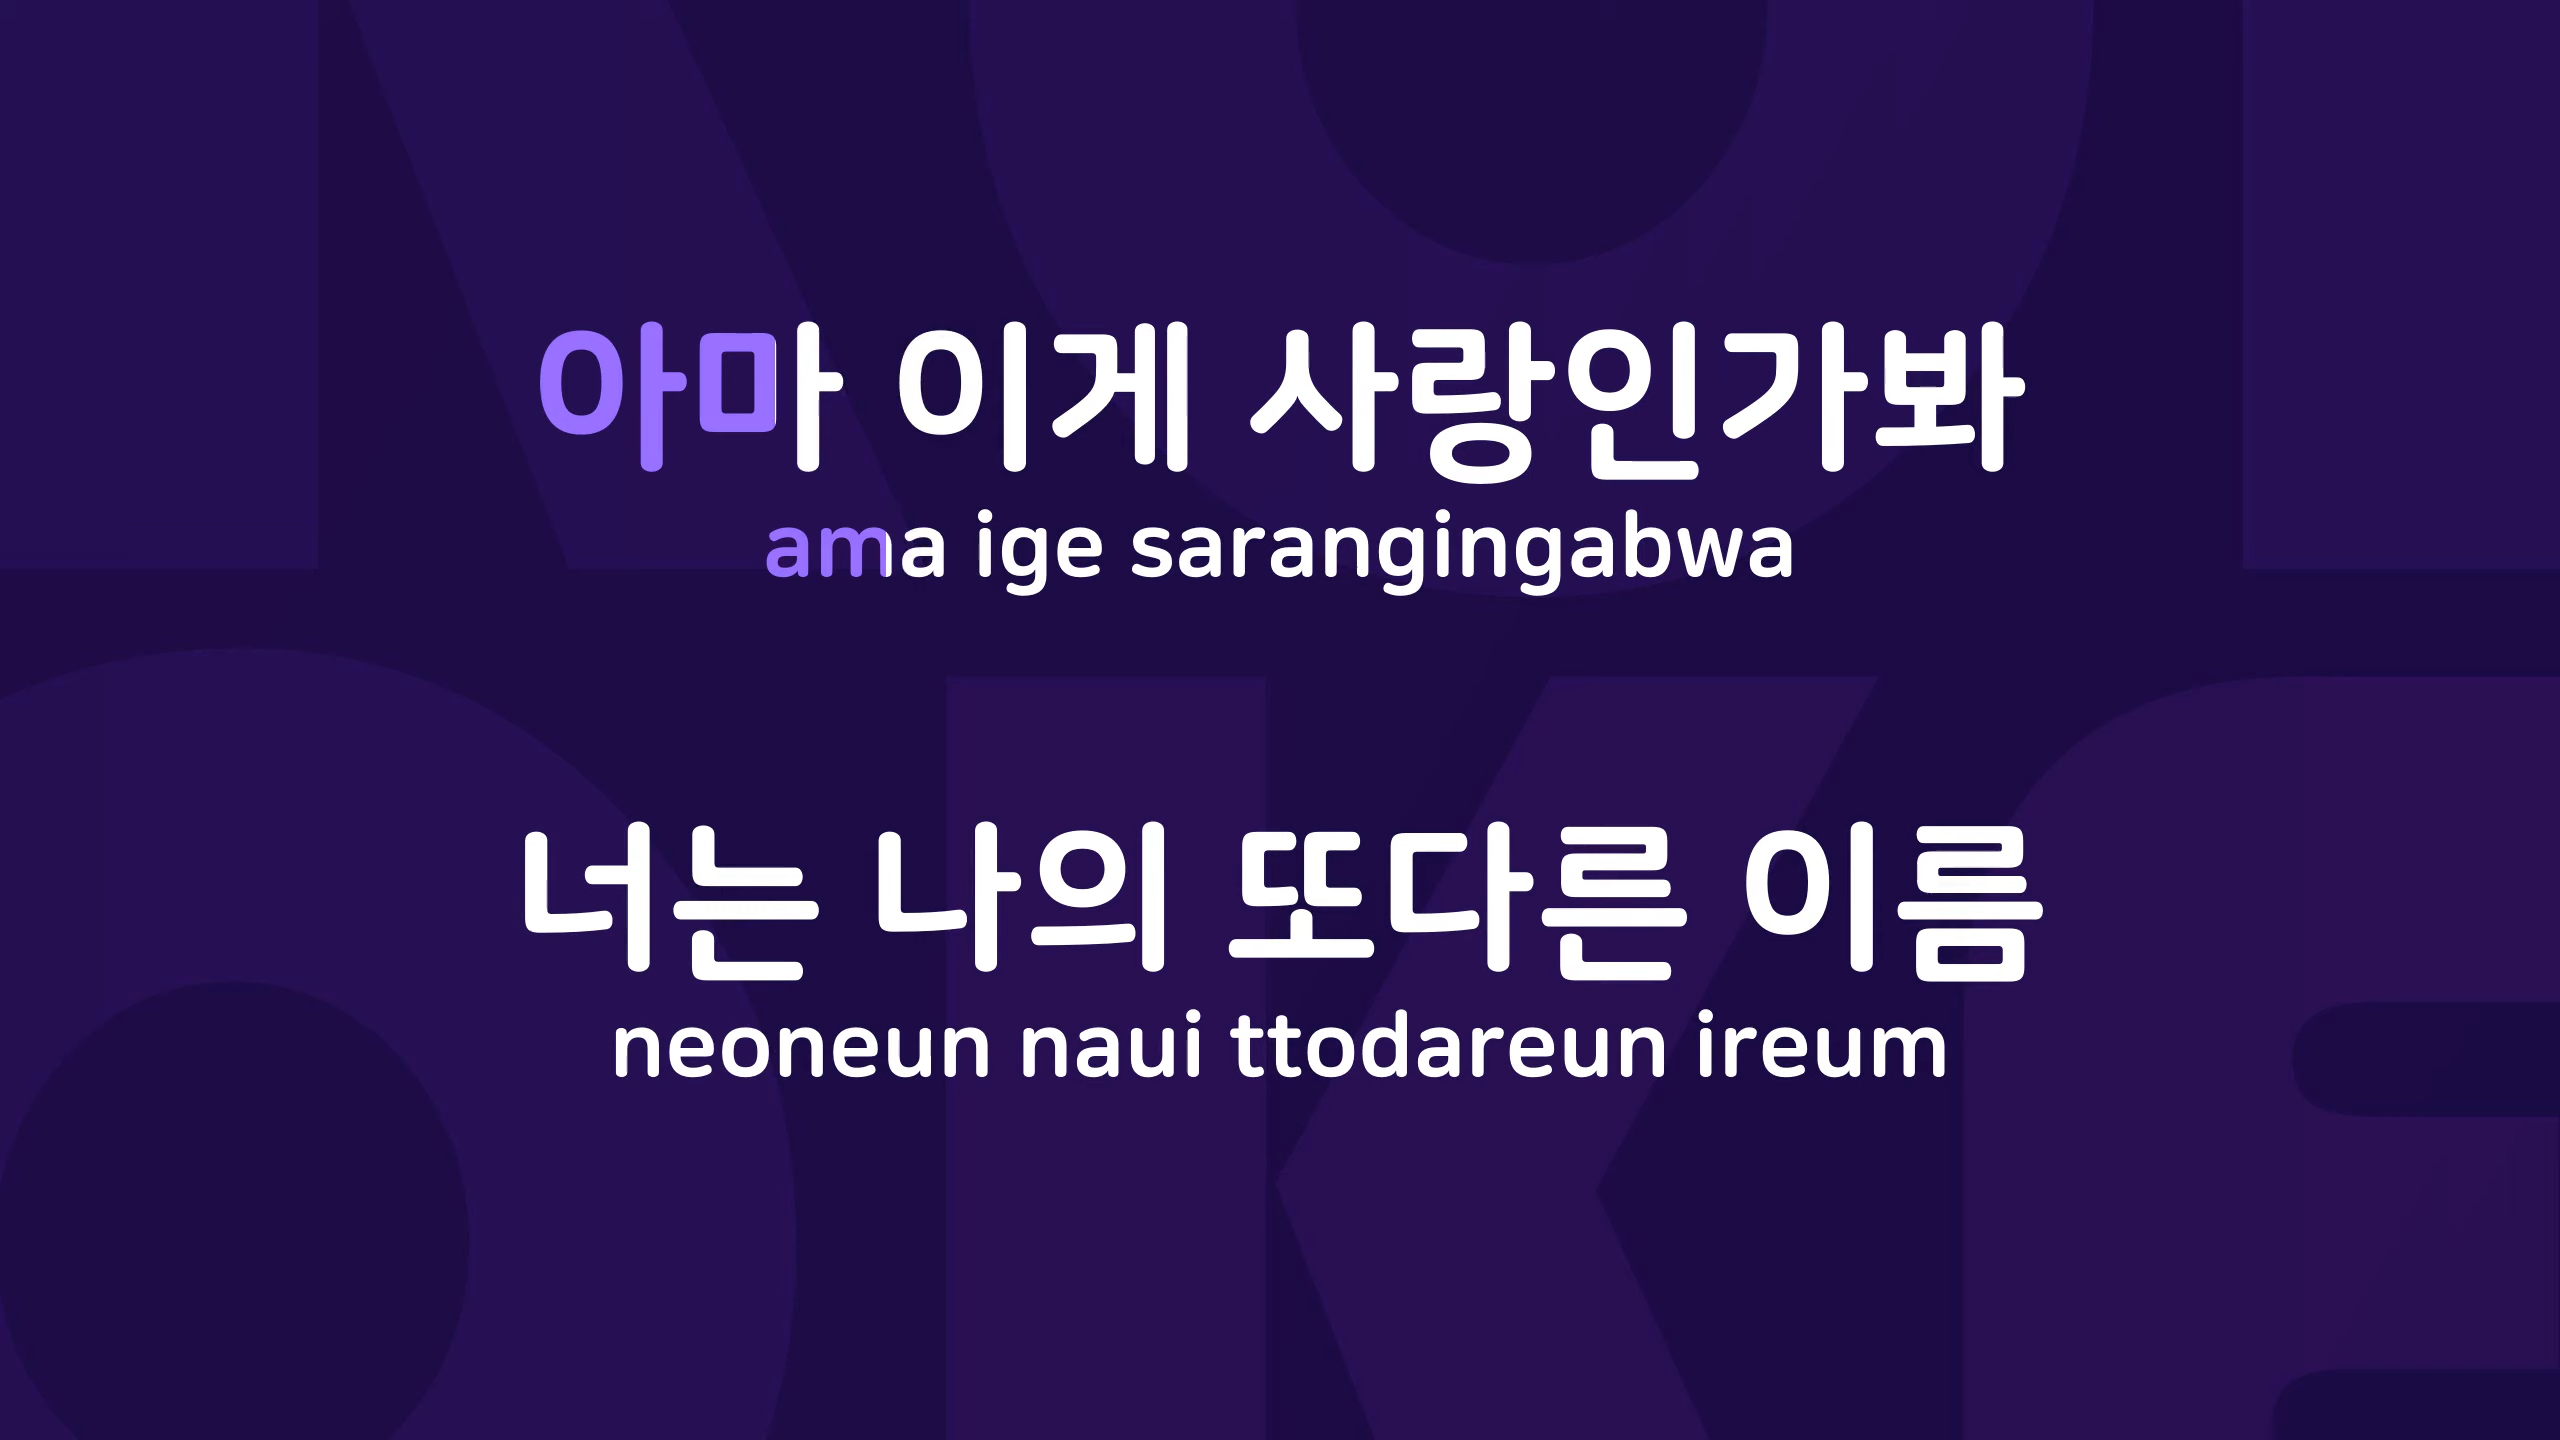 아마 이게 사랑인가봐
ama ige sarangingabwa
너는 나의 또다른 이름
neoneun naui ttodareun ireum